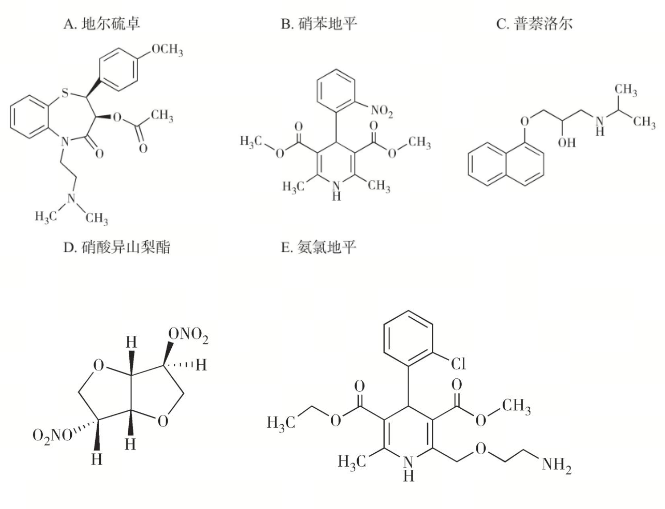 A. 地尔硫卓 B. 硝苯地平 C. 普萘洛尔
OCH₃
S
O CH₃
O
N O
N
H₃C CH₃
NO₂
O O
H₃C O O CH₃
H₃C N CH₃
H
CH₃
O N CH₃
OH H
D. 硝酸异山梨酯 E. 氨氯地平
ONO₂
H
O H
O₂NO O
H H
Cl
O O
H₃C O O CH₃
H₃C N O NH₂
H